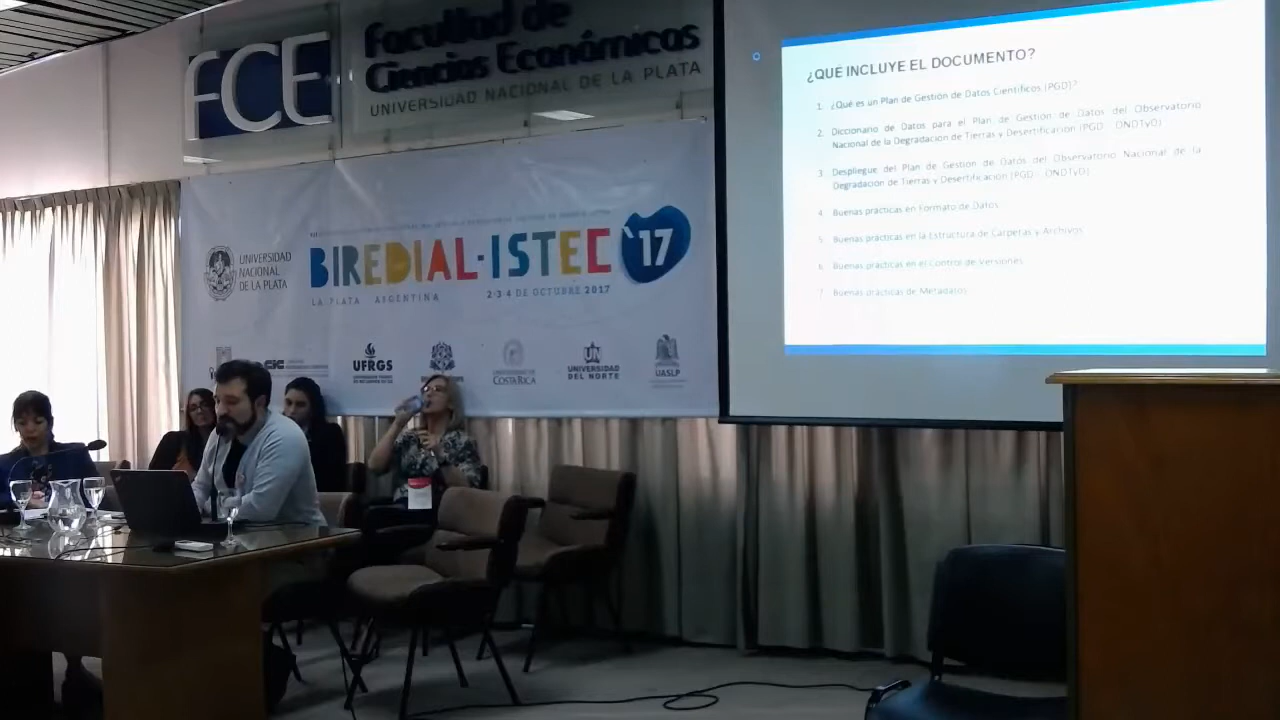 FCE
Facultad de
Ciencias Económicas
UNIVERSIDAD NACIONAL DE LA PLATA
UNIVERSIDAD
NACIONAL
DE LA PLATA
BIREDIAL-ISTEC '17
LA PLATA ARGENTINA
2·3·4 DE OCTUBRE 2017
UFRGS
COSTA RICA
UN
UNIVERSIDAD
DEL NORTE
UASLP
¿QUÉ INCLUYE EL DOCUMENTO?
1. ¿Qué es un Plan de Gestión de Datos Científicos (PGD)?
2. Diccionario de Datos para el Plan de Gestión de Datos del Observatorio
Nacional de la Degradación de Tierras y Desertificación (PGD - ONDTyD)
3. Despliegue del Plan de Gestión de Datos del Observatorio Nacional de la
Degradación de Tierras y Desertificación (PGD - ONDTyD)
4. Buenas prácticas en Formato de Datos
5. Buenas prácticas en la Estructura de Carpetas y Archivos
6. Buenas prácticas en el Control de Versiones
7. Buenas prácticas de Metadatos